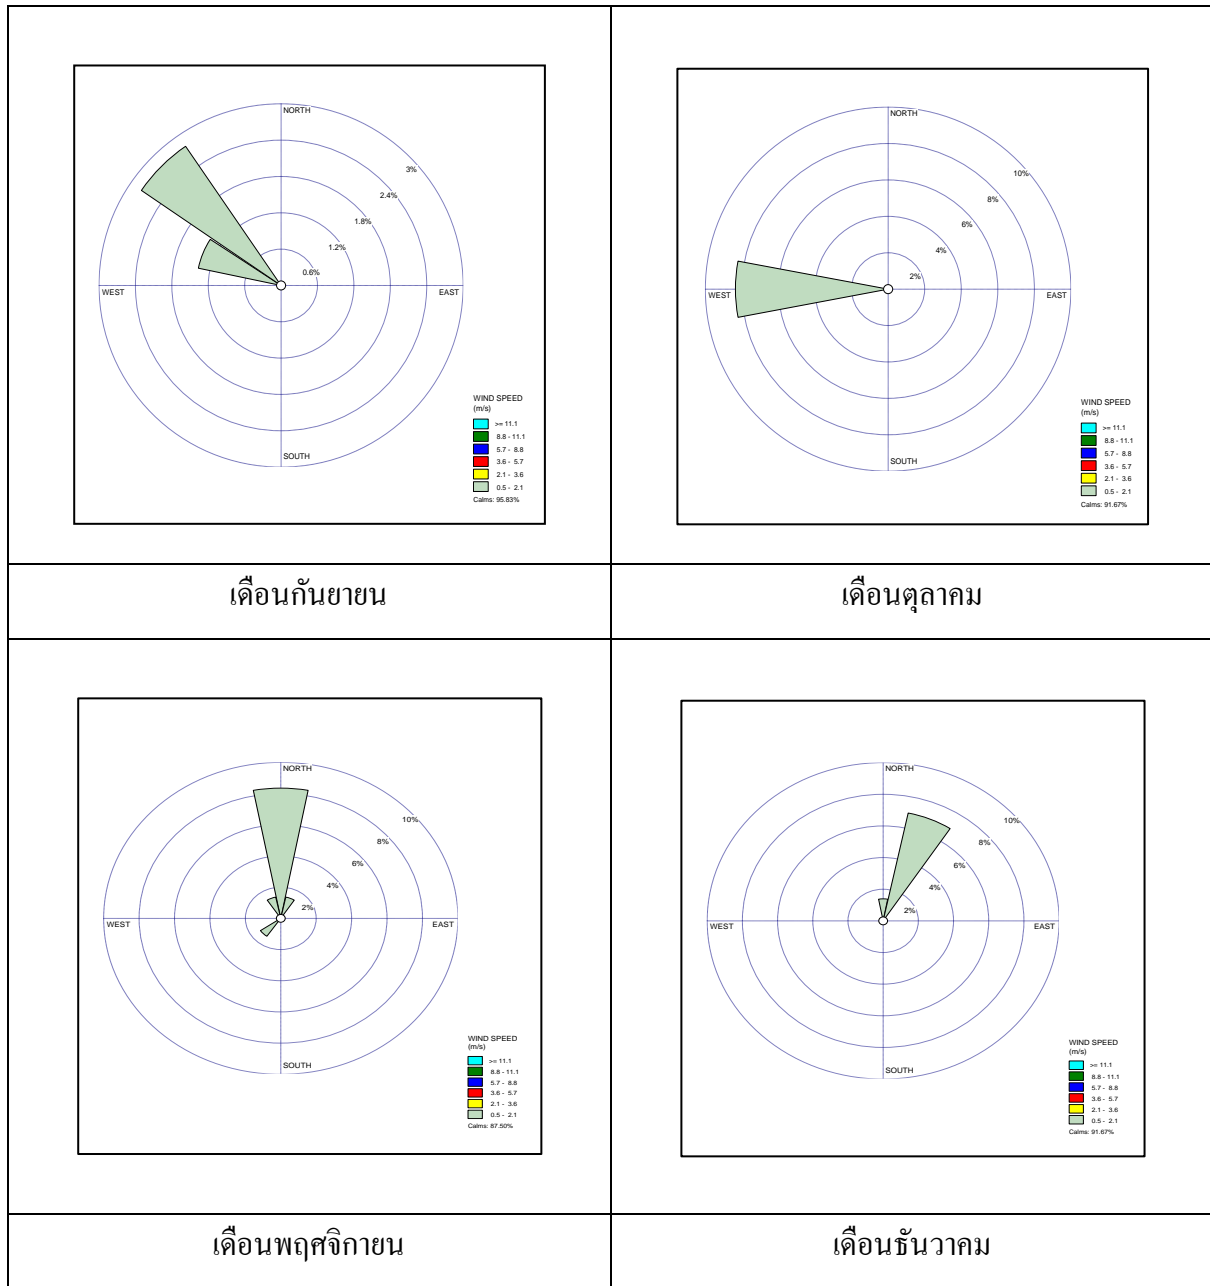 NORTH
3%
2.4%
1.8%
1.2%
0.6%
WEST
EAST
SOUTH
WIND SPEED
(m/s)
>= 11.1
8.8 - 11.1
5.7 - 8.8
3.6 - 5.7
2.1 - 3.6
0.5 - 2.1
Calms: 95.83%
NORTH
10%
8%
6%
4%
2%
WEST
EAST
SOUTH
WIND SPEED
(m/s)
>= 11.1
8.8 - 11.1
5.7 - 8.8
3.6 - 5.7
2.1 - 3.6
0.5 - 2.1
Calms: 91.67%
เดือนกันยายน
เดือนตุลาคม
NORTH
10%
8%
6%
4%
2%
WEST
EAST
SOUTH
WIND SPEED
(m/s)
>= 11.1
8.8 - 11.1
5.7 - 8.8
3.6 - 5.7
2.1 - 3.6
0.5 - 2.1
Calms: 87.50%
NORTH
10%
8%
6%
4%
2%
WEST
EAST
SOUTH
WIND SPEED
(m/s)
>= 11.1
8.8 - 11.1
5.7 - 8.8
3.6 - 5.7
2.1 - 3.6
0.5 - 2.1
Calms: 91.67%
เดือนพฤศจิกายน
เดือนธันวาคม